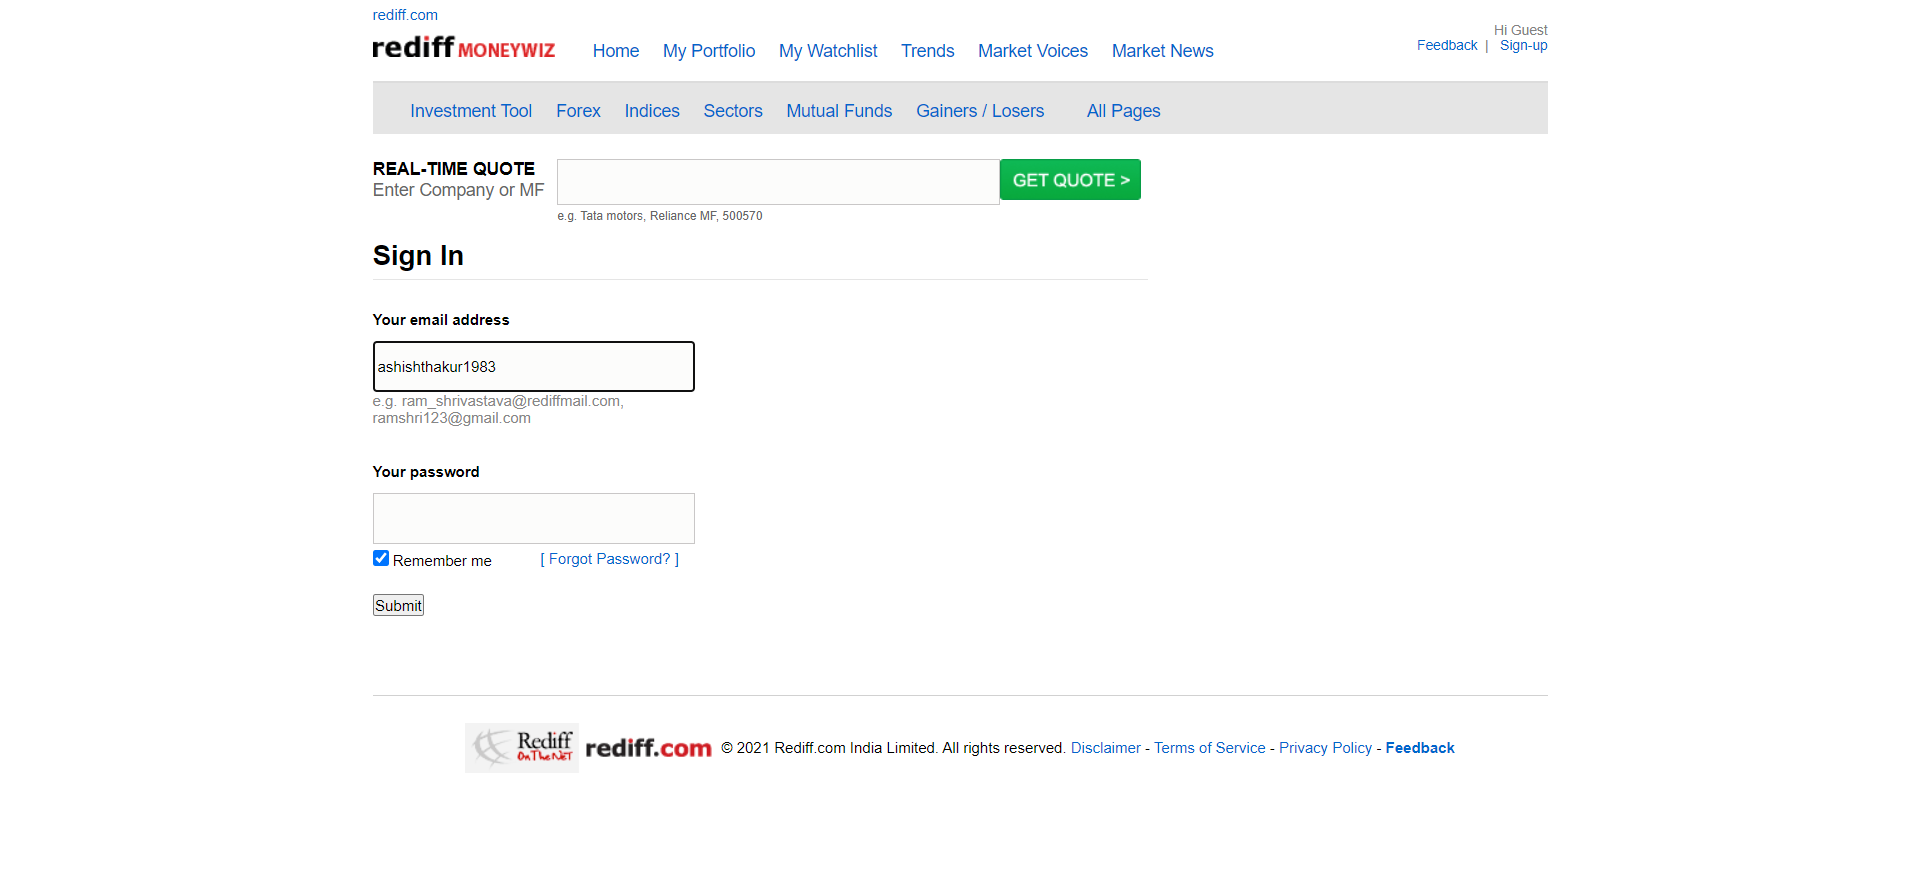 rediff.com
rediff MONEYWIZ Home My Portfolio My Watchlist Trends Market Voices Market News
Hi Guest
Feedback | Sign-up
Investment Tool Forex Indices Sectors Mutual Funds Gainers / Losers All Pages
REAL-TIME QUOTE
Enter Company or MF
GET QUOTE >
e.g. Tata motors, Reliance MF, 500570
Sign In
Your email address
ashishthakur1983
e.g. ram_shrivastava@rediffmail.com,
ramshri123@gmail.com
Your password
Remember me [ Forgot Password? ]
Submit
Rediff
On The NeT
rediff.com © 2021 Rediff.com India Limited. All rights reserved. Disclaimer - Terms of Service - Privacy Policy - Feedback